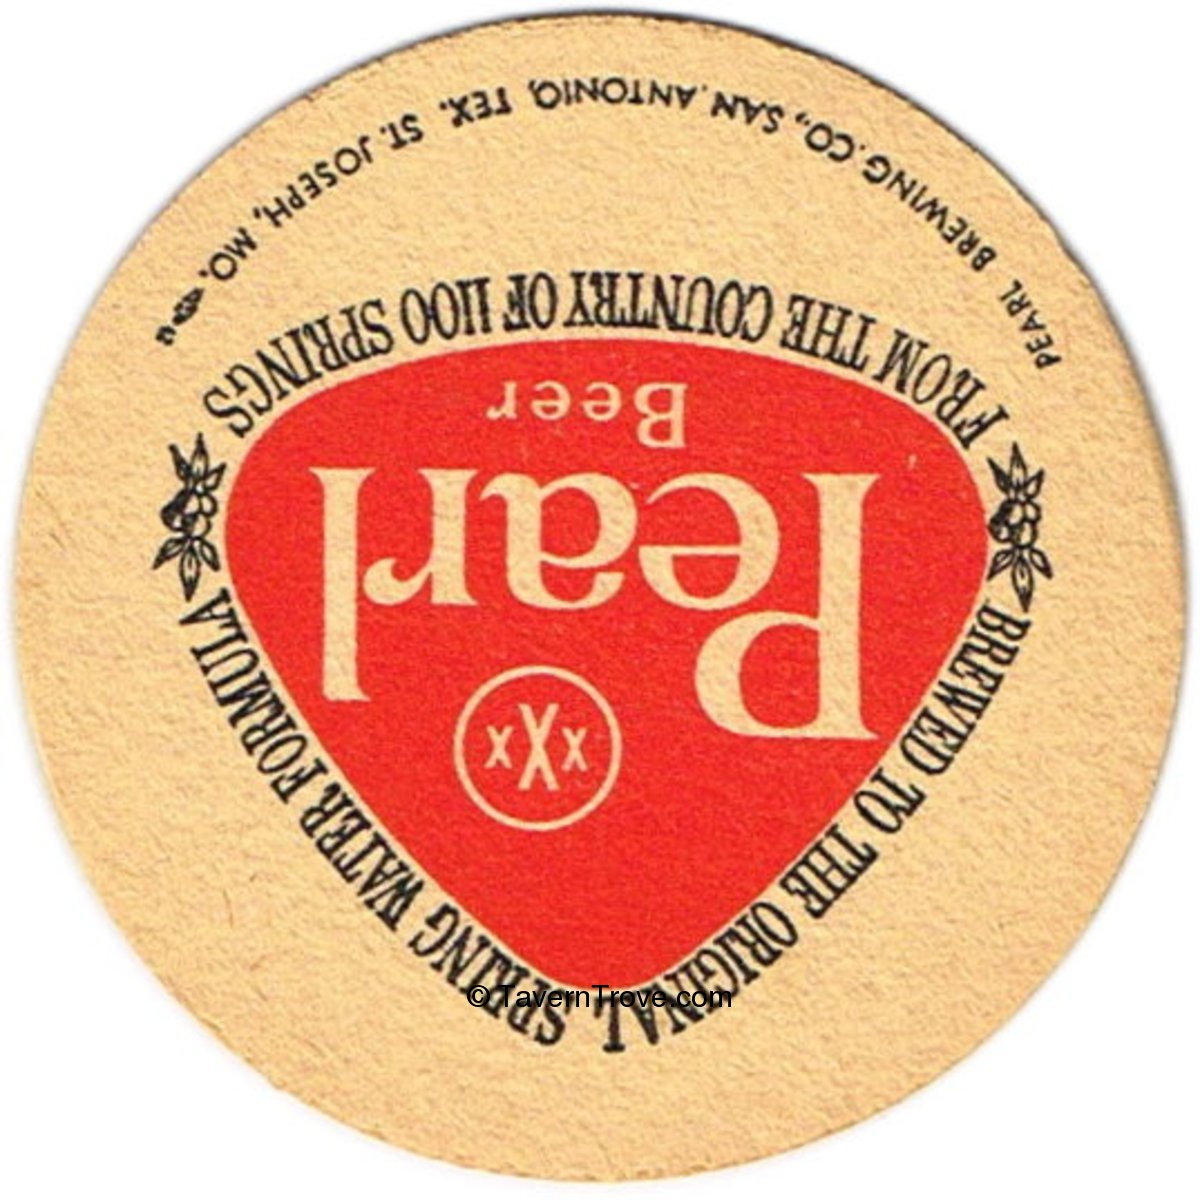 BREWED TO THE ORIGINAL SPRING WATER FORMULA
xXx
Pearl
Beer
FROM THE COUNTRY OF 1100 SPRINGS
PEARL BREWING CO., SAN ANTONIO, TEX. ST. JOSEPH, MO.
© TavernTrove.com